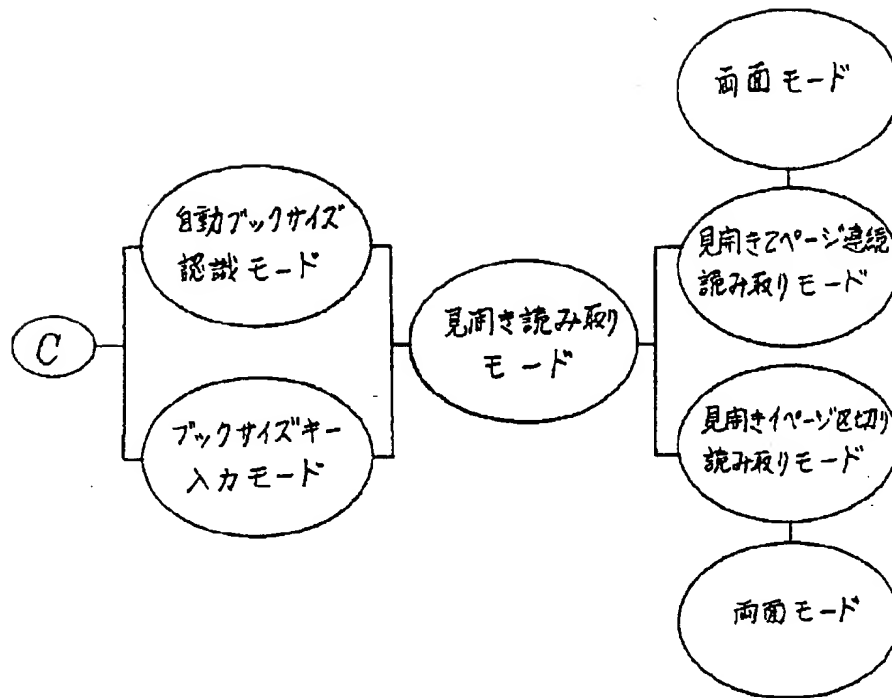 両面モード
自動ブックサイズ
認識モード
見開き2ページ連続
読み取りモード
C
見開き読み取り
モード
ブックサイズキー
入力モード
見開き1ページ区切り
読み取りモード
両面モード